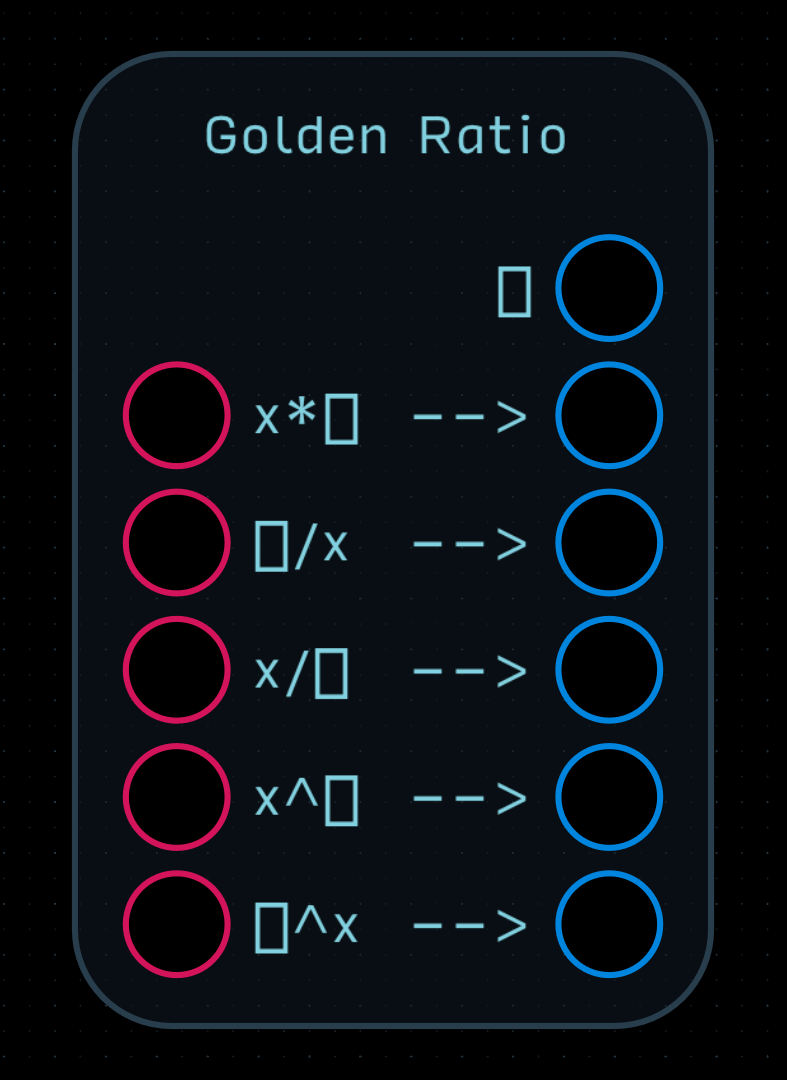 Golden Ratio
▯
x*▯ -->
▯/x -->
x/▯ -->
x^▯ -->
▯^x -->